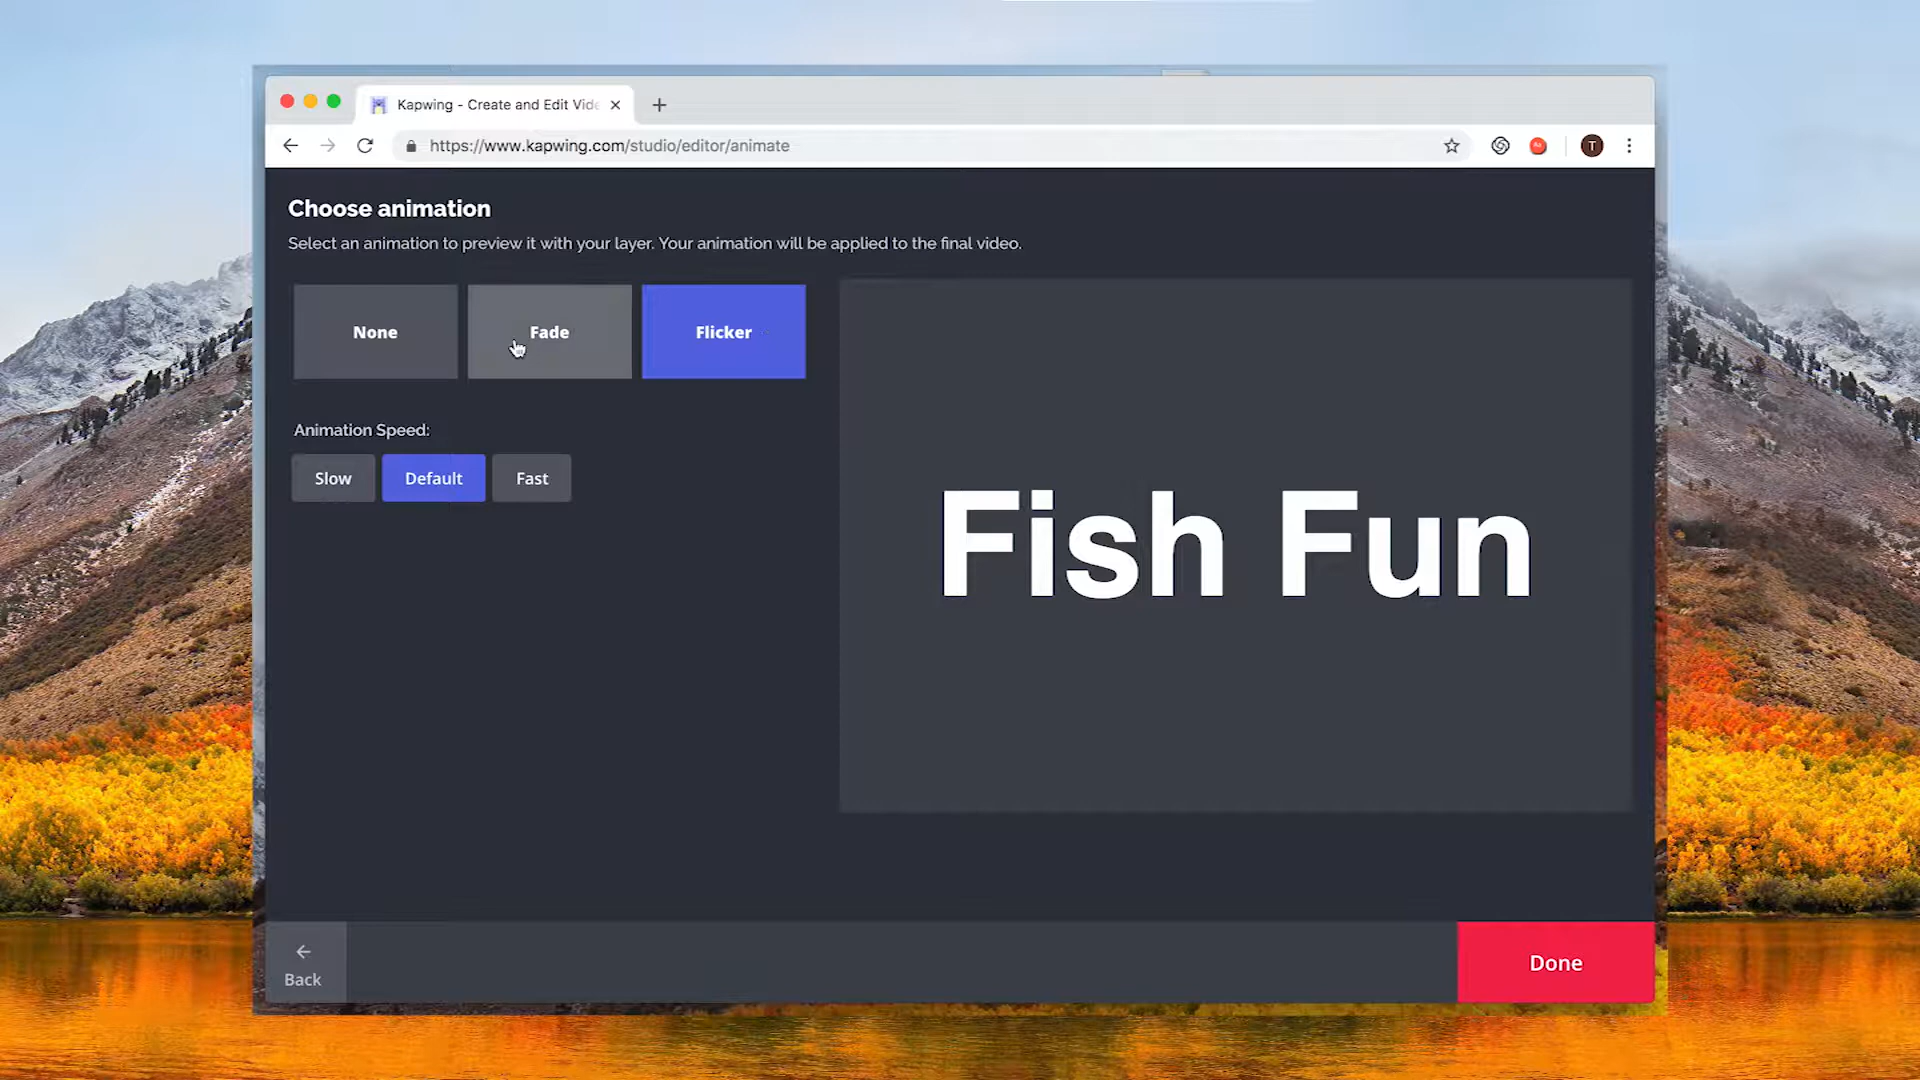 Kapwing - Create and Edit Vide
https://www.kapwing.com/studio/editor/animate
T
Choose animation
Select an animation to preview it with your layer. Your animation will be applied to the final video.
None
Fade
Flicker
Animation Speed:
Slow
Default
Fast
Fish Fun
Back
Done